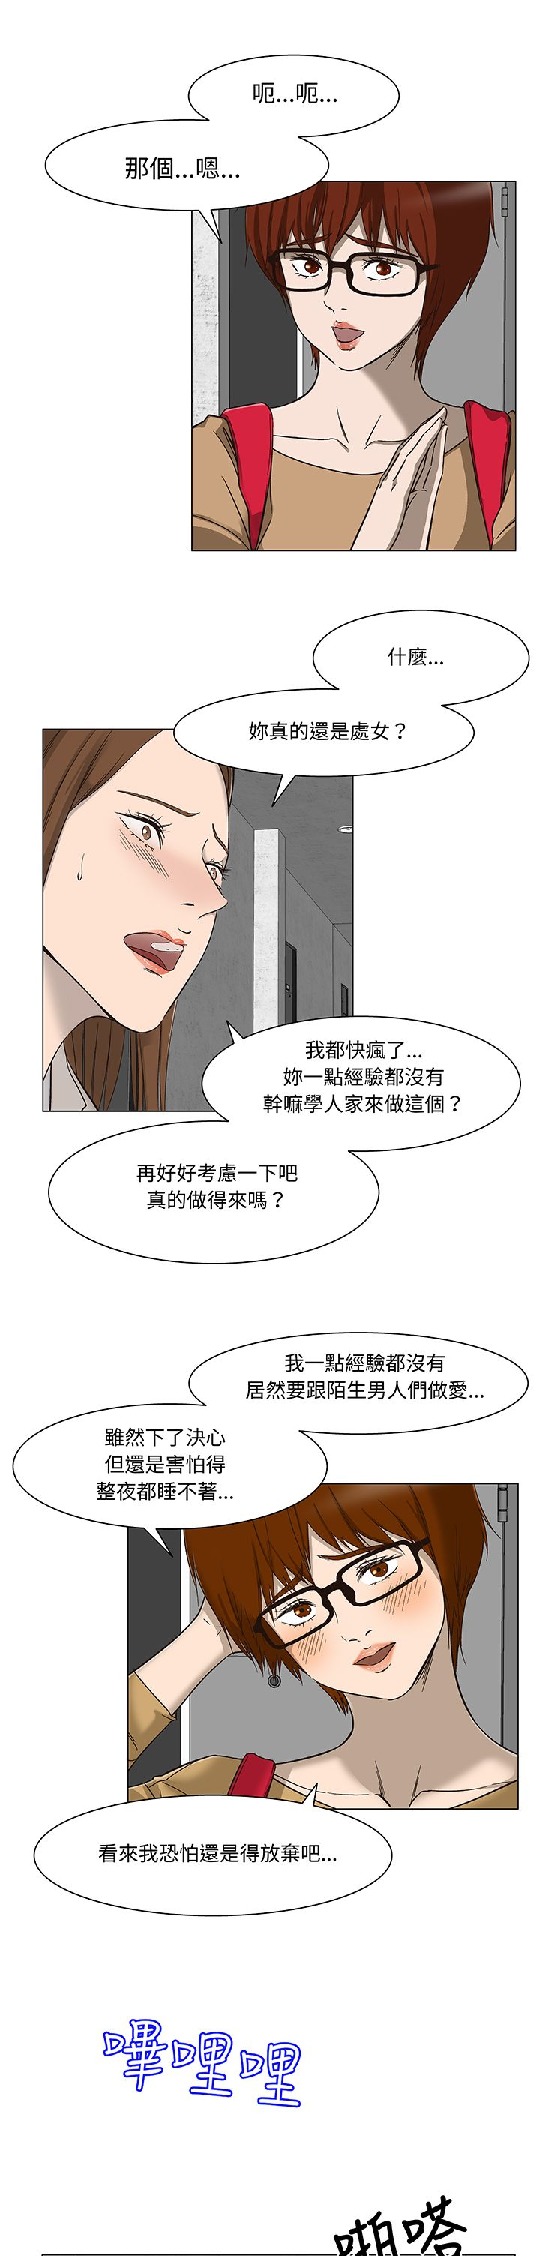 呃...呃...
那個...嗯...
什麼...
妳真的還是處女？
我都快瘋了...
妳一點經驗都沒有
幹嘛學人家來做這個？
再好好考慮一下吧
真的做得來嗎？
我一點經驗都沒有
居然要跟陌生男人們做愛...
雖然下了決心
但還是害怕得
整夜都睡不著...
看來我恐怕還是得放棄吧...
嗶哩哩
啪嗒